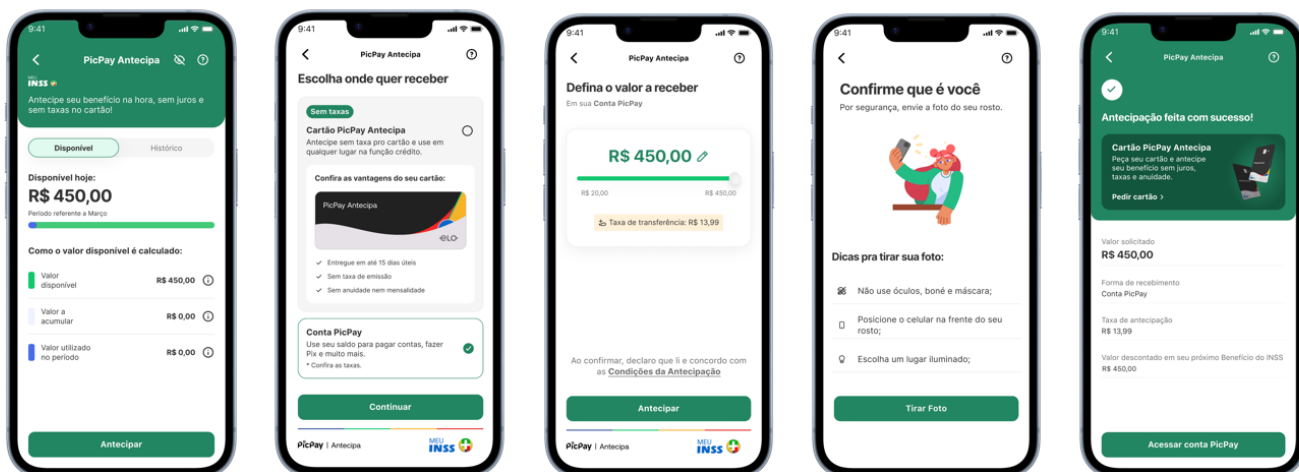 9:41
PicPay Antecipa
MEU
INSS
Antecipe seu benefício na hora, sem juros e
sem taxas no cartão!
Disponível
Histórico
Disponível hoje:
R$ 450,00
Período referente a Março
Como o valor disponível é calculado:
Valor
disponível
R$ 450,00
Valor a
acumular
R$ 0,00
Valor utilizado
no período
R$ 0,00
Antecipar
9:41
PicPay Antecipa
Escolha onde quer receber
Sem taxas
Cartão PicPay Antecipa
Antecipe sem taxa pro cartão e use em
qualquer lugar na função crédito.
Confira as vantagens do seu cartão:
PicPay Antecipa
elo
Entregue em até 15 dias úteis
Sem taxa de emissão
Sem anuidade nem mensalidade
Conta PicPay
Use seu saldo para pagar contas, fazer
Pix e muito mais.
* Confira as taxas.
Continuar
PicPay | Antecipa
MEU
INSS
9:41
PicPay Antecipa
Defina o valor a receber
Em sua Conta PicPay
R$ 450,00
R$ 20,00
R$ 450,00
Taxa de transferência: R$ 13,99
Ao confirmar, declaro que li e concordo com
as Condições da Antecipação
Antecipar
PicPay | Antecipa
MEU
INSS
9:41
Confirme que é você
Por segurança, envie a foto do seu rosto.
Dicas pra tirar sua foto:
Não use óculos, boné e máscara;
Posicione o celular na frente do seu
rosto;
Escolha um lugar iluminado;
Tirar Foto
9:41
PicPay Antecipa
Antecipação feita com sucesso!
Cartão PicPay Antecipa
Peça seu cartão e antecipe
seu benefício sem juros,
taxas e anuidade.
Pedir cartão >
Valor solicitado
R$ 450,00
Forma de recebimento
Conta PicPay
Taxa de antecipação
R$ 13,99
Valor descontado em seu próximo Benefício do INSS
R$ 450,00
Acessar conta PicPay